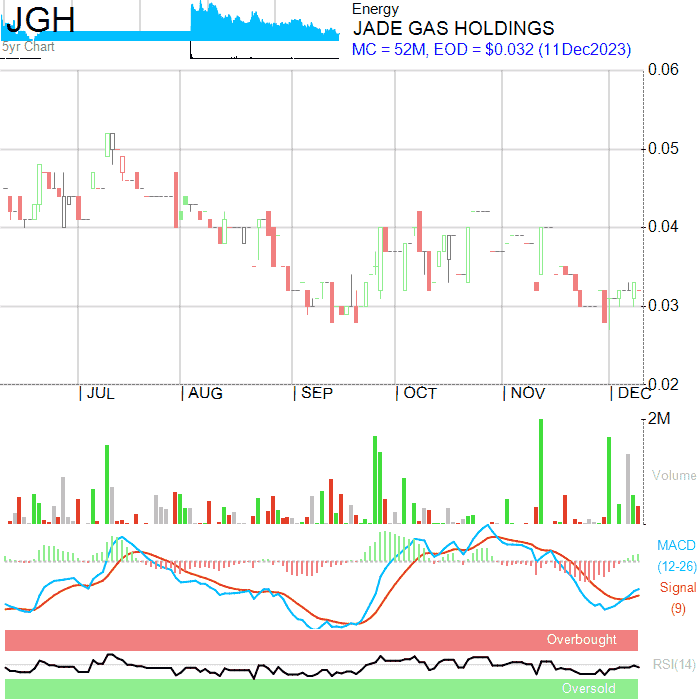 JGH
5yr Chart
Energy
JADE GAS HOLDINGS
MC = 52M, EOD = $0.032 (11Dec2023)
0.06
0.05
0.04
0.03
0.02
JUL AUG SEP OCT NOV DEC
2M
Volume
MACD
(12-26)
Signal
(9)
Overbought
RSI(14)
Oversold